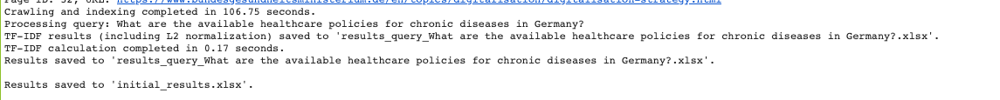 Page ID: 52, URL: https://www.bundesgesundheitsministerium.de/en/topics/digitalisation/digitalisation-strategy.html
Crawling and indexing completed in 106.75 seconds.
Processing query: What are the available healthcare policies for chronic diseases in Germany?
TF-IDF results (including L2 normalization) saved to 'results_query_What are the available healthcare policies for chronic diseases in Germany?.xlsx'.
TF-IDF calculation completed in 0.17 seconds.
Results saved to 'results_query_What are the available healthcare policies for chronic diseases in Germany?.xlsx'.
Results saved to 'initial_results.xlsx'.